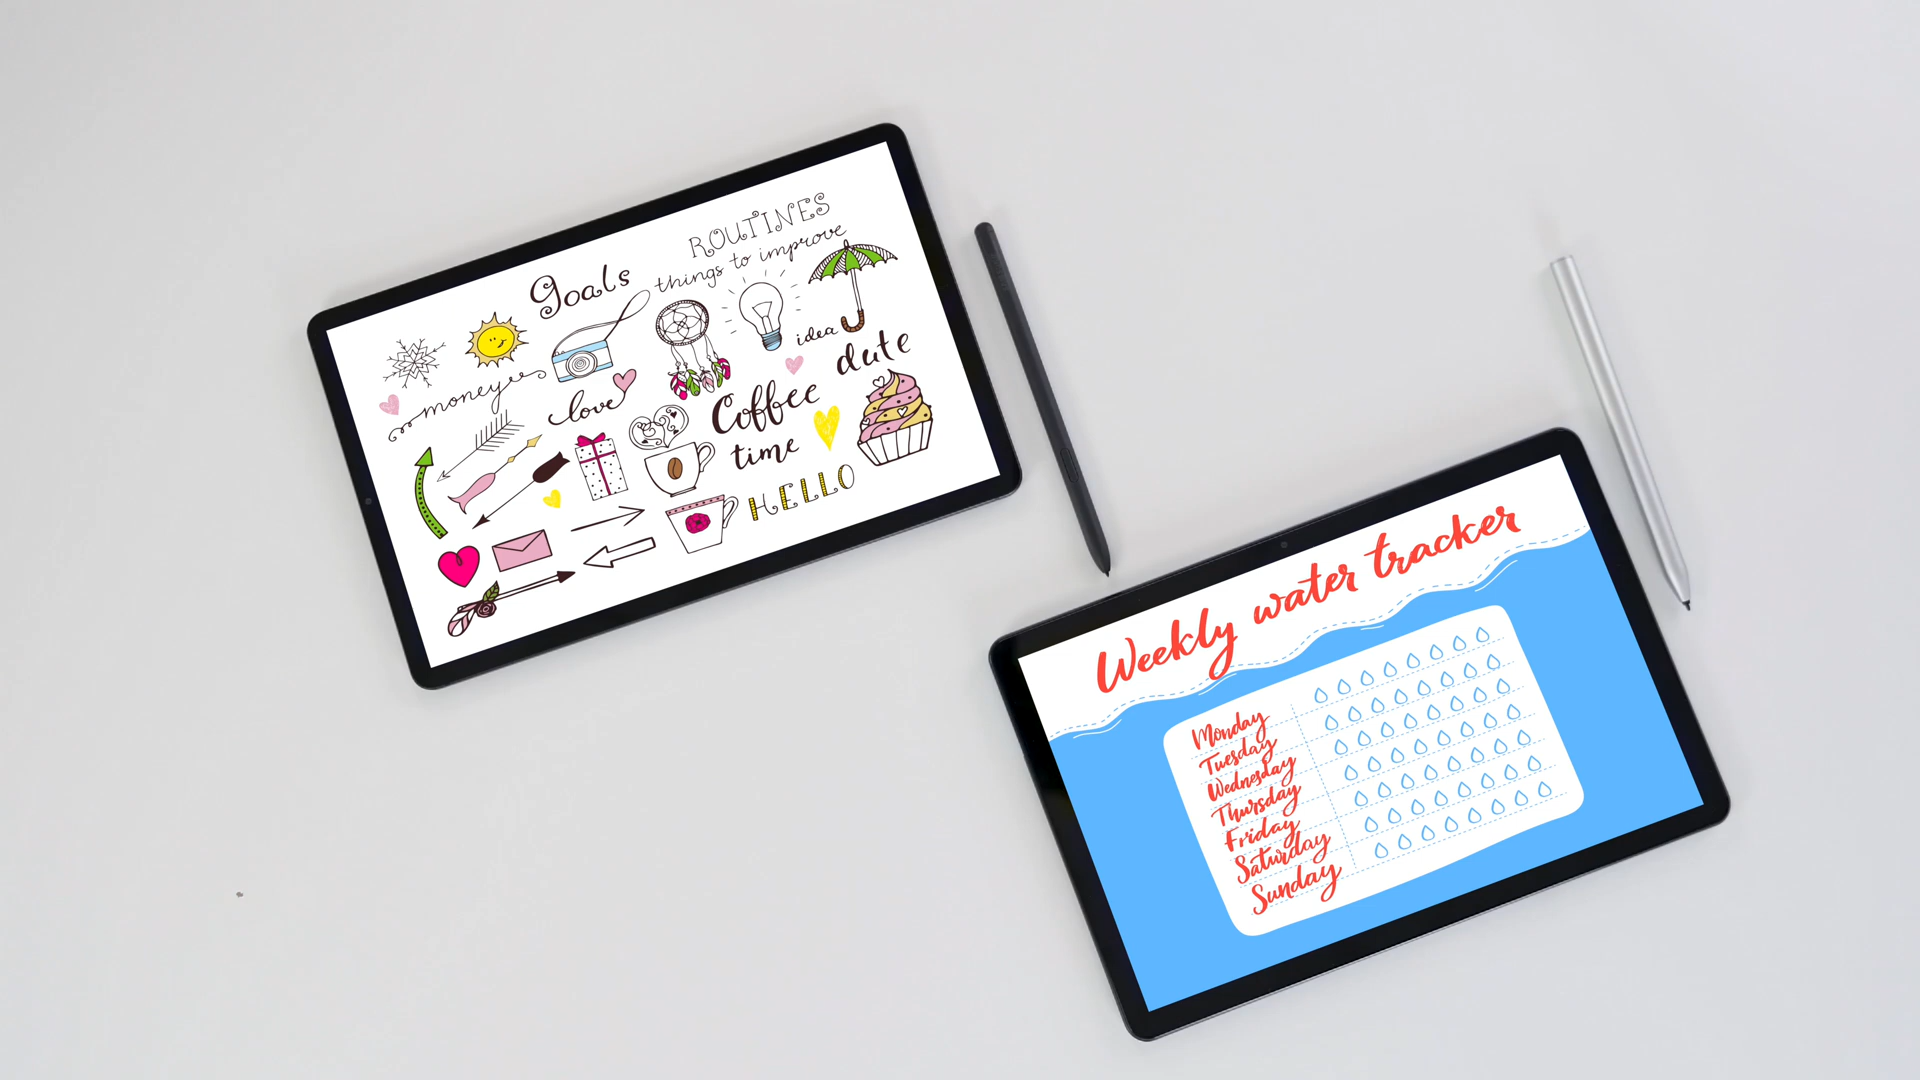 ROUTINES
things to improve
Goals
idea
date
money
love
Coffee
time
HELLO
Weekly water tracker
Monday
Tuesday
Wednesday
Thursday
Friday
Saturday
Sunday